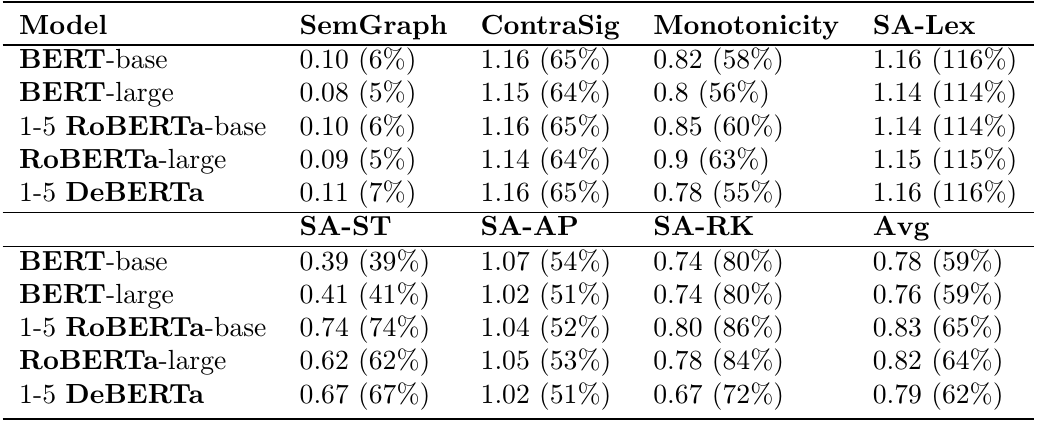 Model SemGraph ContraSig Monotonicity SA-Lex
BERT-base 0.10 (6%) 1.16 (65%) 0.82 (58%) 1.16 (116%)
BERT-large 0.08 (5%) 1.15 (64%) 0.8 (56%) 1.14 (114%)
1-5 RoBERTa-base 0.10 (6%) 1.16 (65%) 0.85 (60%) 1.14 (114%)
RoBERTa-large 0.09 (5%) 1.14 (64%) 0.9 (63%) 1.15 (115%)
1-5 DeBERTa 0.11 (7%) 1.16 (65%) 0.78 (55%) 1.16 (116%)
SA-ST SA-AP SA-RK Avg
BERT-base 0.39 (39%) 1.07 (54%) 0.74 (80%) 0.78 (59%)
BERT-large 0.41 (41%) 1.02 (51%) 0.74 (80%) 0.76 (59%)
1-5 RoBERTa-base 0.74 (74%) 1.04 (52%) 0.80 (86%) 0.83 (65%)
RoBERTa-large 0.62 (62%) 1.05 (53%) 0.78 (84%) 0.82 (64%)
1-5 DeBERTa 0.67 (67%) 1.02 (51%) 0.67 (72%) 0.79 (62%)